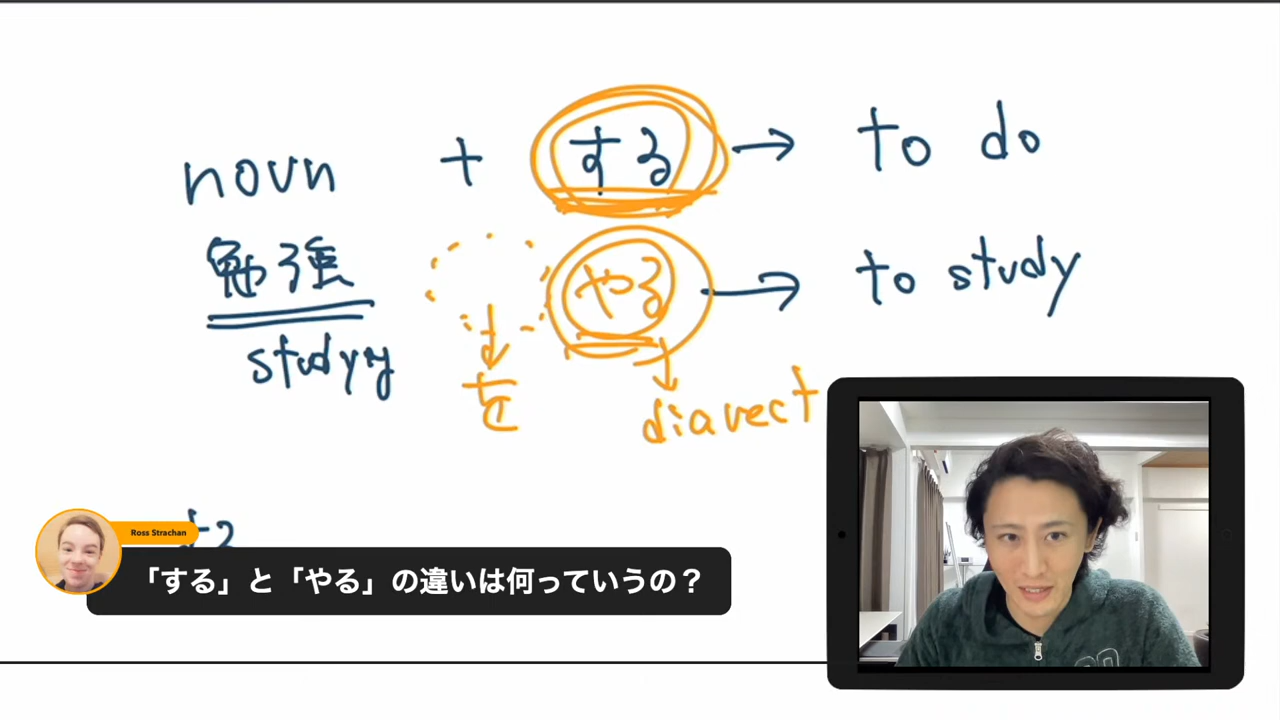 noun + する → to do
勉強 やる → to study
study
を diavect
Ross Strachan
「する」と「やる」の違いは何っていうの？